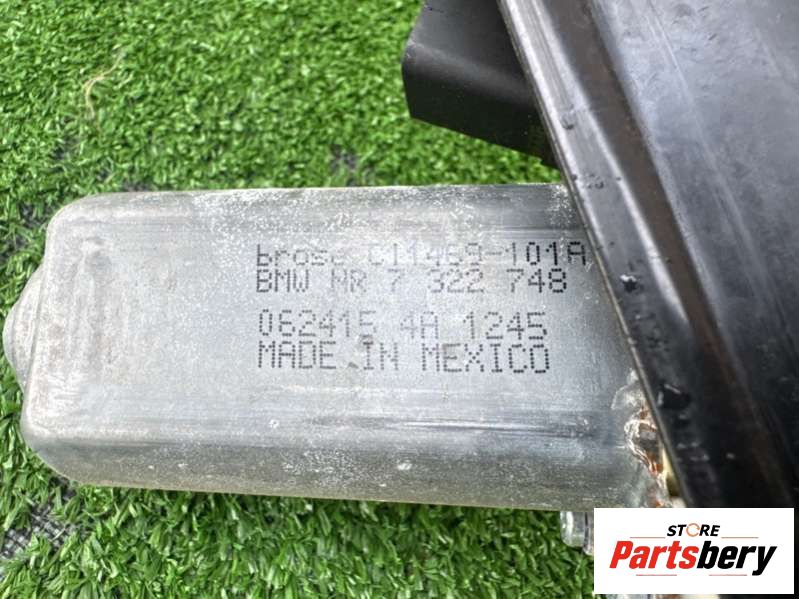 brose C11469-101A
BMW NR 7 322 748
062415 4A 1245
MADE IN MEXICO
STORE
Partsbery